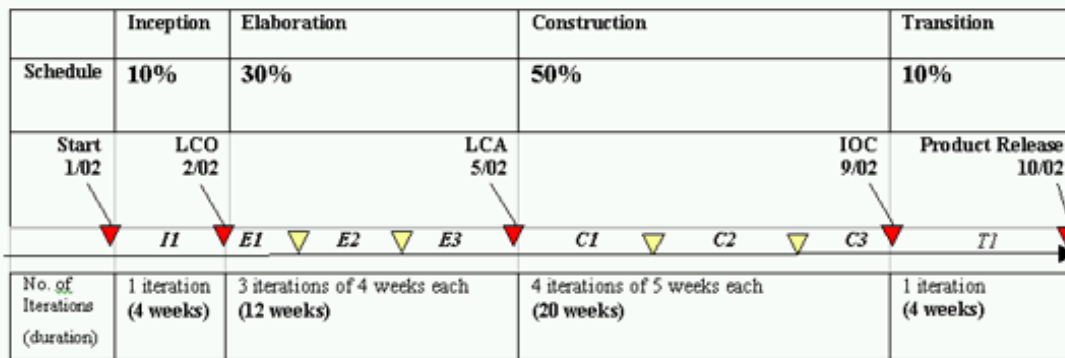 Inception Elaboration Construction Transition
Schedule 10% 30% 50% 10%
Start LCO LCA IOC Product Release
1/02 2/02 5/02 9/02 10/02
I1 E1 E2 E3 C1 C2 C3 T1
No. of 1 iteration 3 iterations of 4 weeks each 4 iterations of 5 weeks each 1 iteration
Iterations (4 weeks) (12 weeks) (20 weeks) (4 weeks)
(duration)